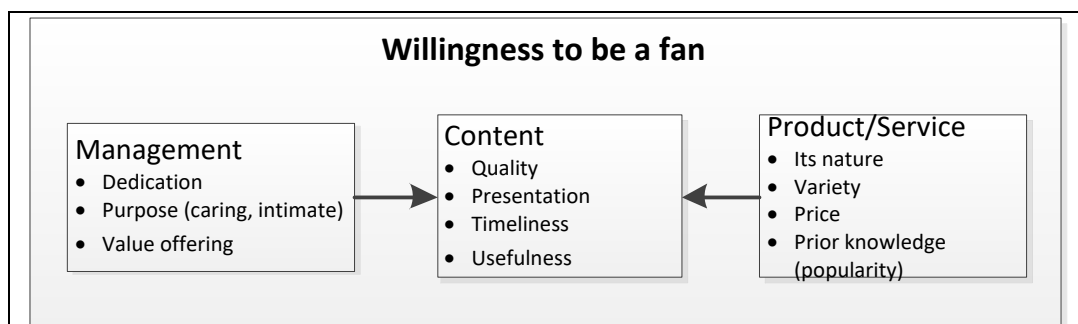 Willingness to be a fan
Management
• Dedication
• Purpose (caring, intimate)
• Value offering
Content
• Quality
• Presentation
• Timeliness
• Usefulness
Product/Service
• Its nature
• Variety
• Price
• Prior knowledge
(popularity)